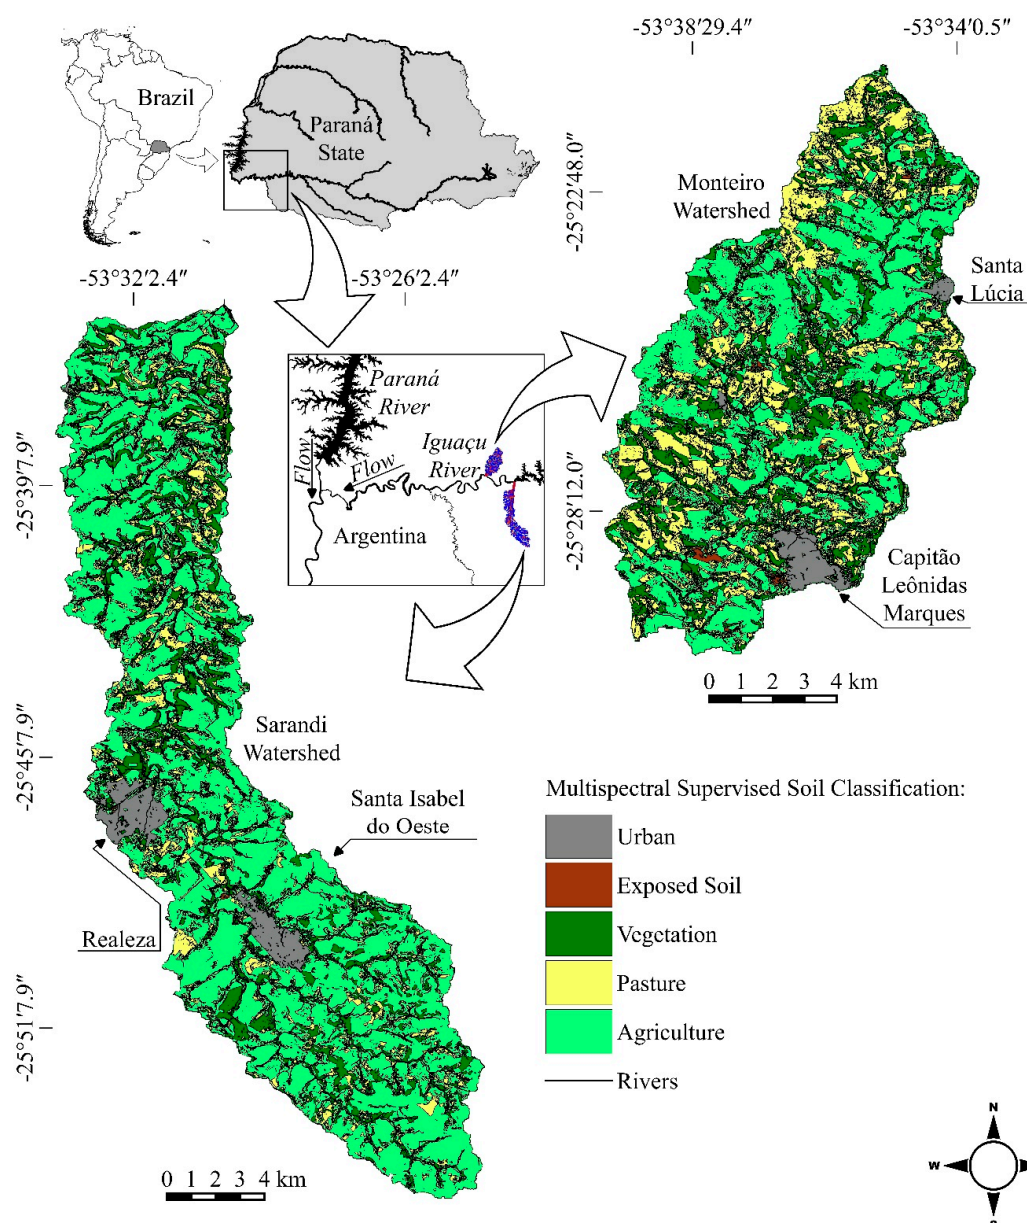 -53°38′29.4″
-53°34′0.5″
Brazil
Paraná
State
-25°22′48.0″
Monteiro
Watershed
Santa
Lúcia
-53°32′2.4″
-53°26′2.4″
Paraná
River
Iguaçu
River
Flow
Flow
Argentina
-25°39′7.9″
-25°28′12.0″
Capitão
Leônidas
Marques
0 1 2 3 4 km
-25°45′7.9″
Sarandi
Watershed
Santa Isabel
do Oeste
Realeza
-25°51′7.9″
Multispectral Supervised Soil Classification:
Urban
Exposed Soil
Vegetation
Pasture
Agriculture
Rivers
0 1 2 3 4 km
N
W